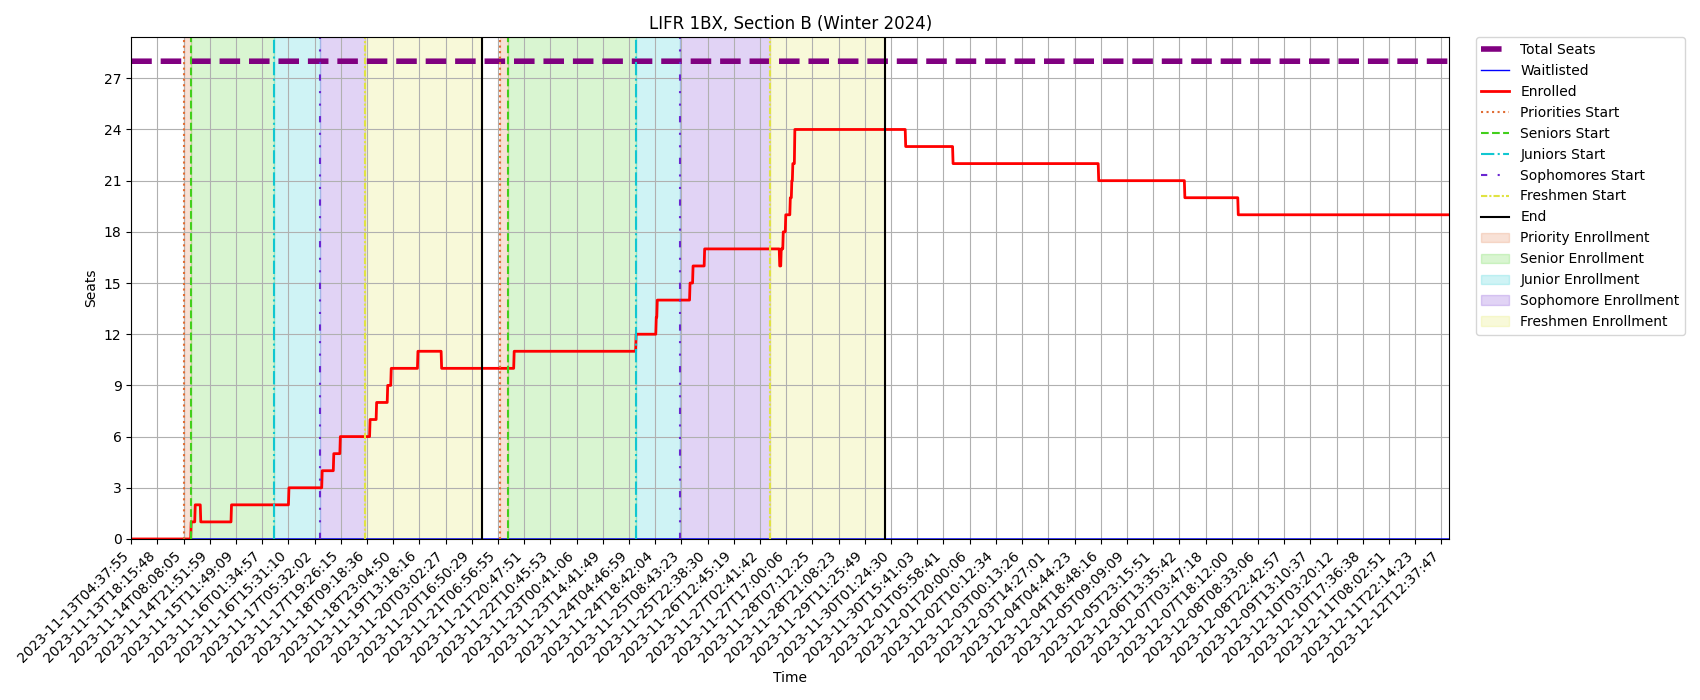 LIFR 1BX, Section B (Winter 2024)
Seats
27
24
21
18
15
12
9
6
3
0
2023-11-13T04:37:55
2023-11-13T18:15:48
2023-11-14T08:08:05
2023-11-14T21:51:59
2023-11-15T11:49:09
2023-11-16T01:34:57
2023-11-16T15:31:10
2023-11-17T05:32:02
2023-11-17T19:26:15
2023-11-18T09:18:36
2023-11-18T23:04:50
2023-11-19T13:18:16
2023-11-20T03:02:27
2023-11-20T16:50:29
2023-11-21T06:56:55
2023-11-21T20:47:51
2023-11-22T10:45:53
2023-11-23T00:41:06
2023-11-23T14:41:49
2023-11-24T04:46:59
2023-11-24T18:42:04
2023-11-25T08:43:23
2023-11-25T22:38:30
2023-11-26T12:45:19
2023-11-27T02:41:42
2023-11-27T17:00:06
2023-11-28T07:12:25
2023-11-28T21:08:23
2023-11-29T11:25:49
2023-11-30T01:24:30
2023-11-30T15:41:03
2023-12-01T05:58:41
2023-12-01T20:00:06
2023-12-02T10:12:34
2023-12-03T00:13:26
2023-12-03T14:27:01
2023-12-04T04:44:23
2023-12-04T18:48:16
2023-12-05T09:09:09
2023-12-05T23:15:51
2023-12-06T13:35:42
2023-12-07T03:47:18
2023-12-07T18:12:00
2023-12-08T08:33:06
2023-12-08T22:42:57
2023-12-09T13:10:37
2023-12-10T03:20:12
2023-12-10T17:36:38
2023-12-11T08:02:51
2023-12-11T22:14:23
2023-12-12T12:37:47
Time
Total Seats
Waitlisted
Enrolled
Priorities Start
Seniors Start
Juniors Start
Sophomores Start
Freshmen Start
End
Priority Enrollment
Senior Enrollment
Junior Enrollment
Sophomore Enrollment
Freshmen Enrollment